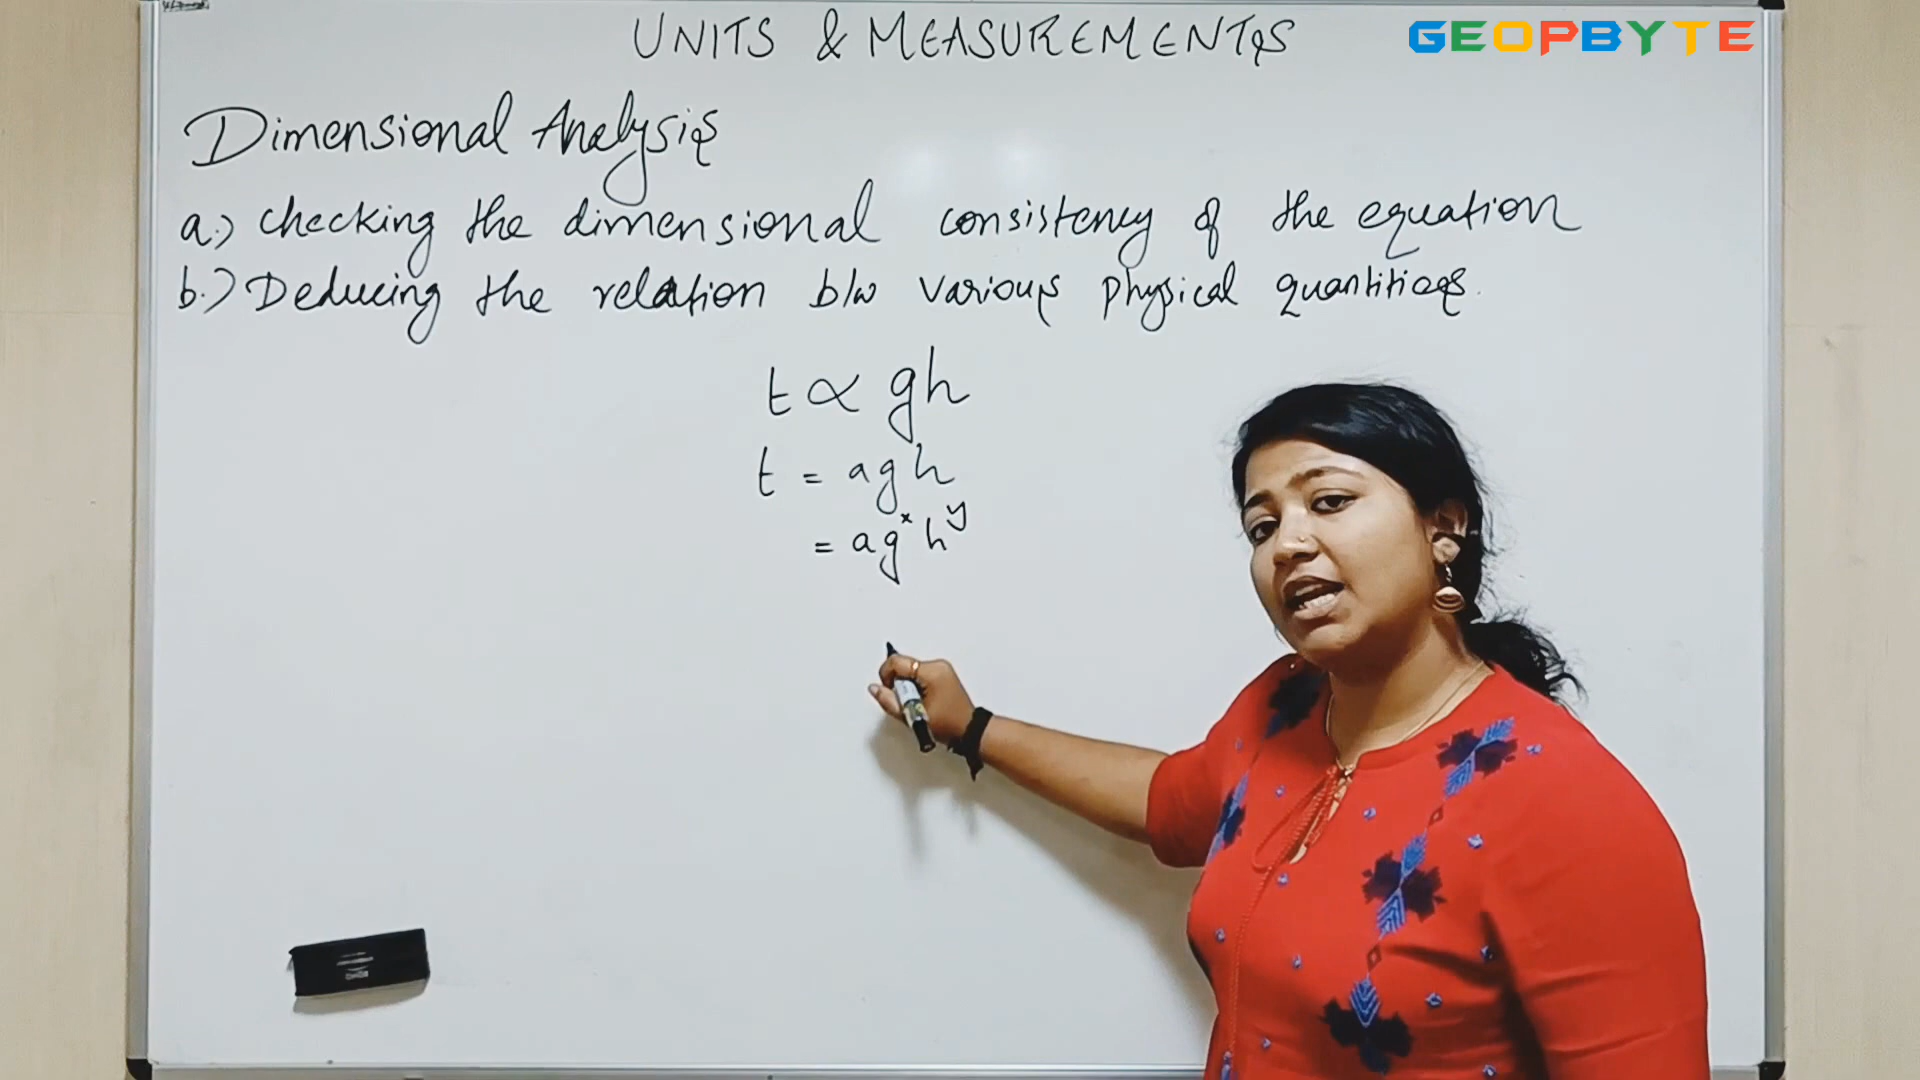 UNITS & MEASUREMENTS
GEOPBYTE
Dimensional Analysis
a.) checking the dimensional consistency of the equation
b.) Deducing the relation b/w various physical quantities.
t ∝ gh
t = agh
= ag^x h^y